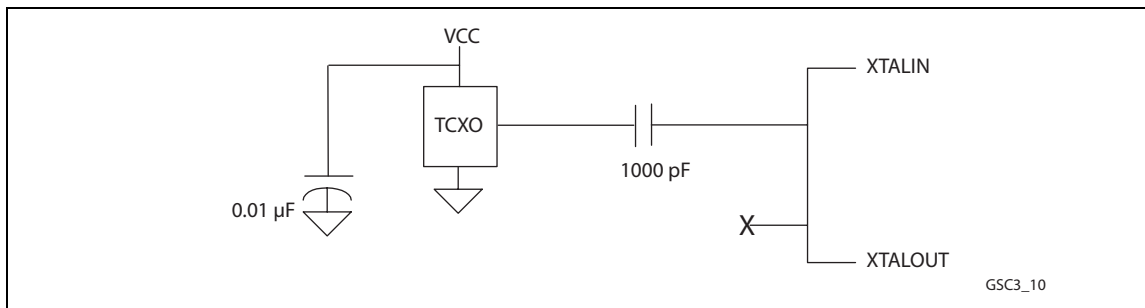 VCC
XTALIN
TCXO
1000 pF
0.01 µF
X
XTALOUT
GSC3_10